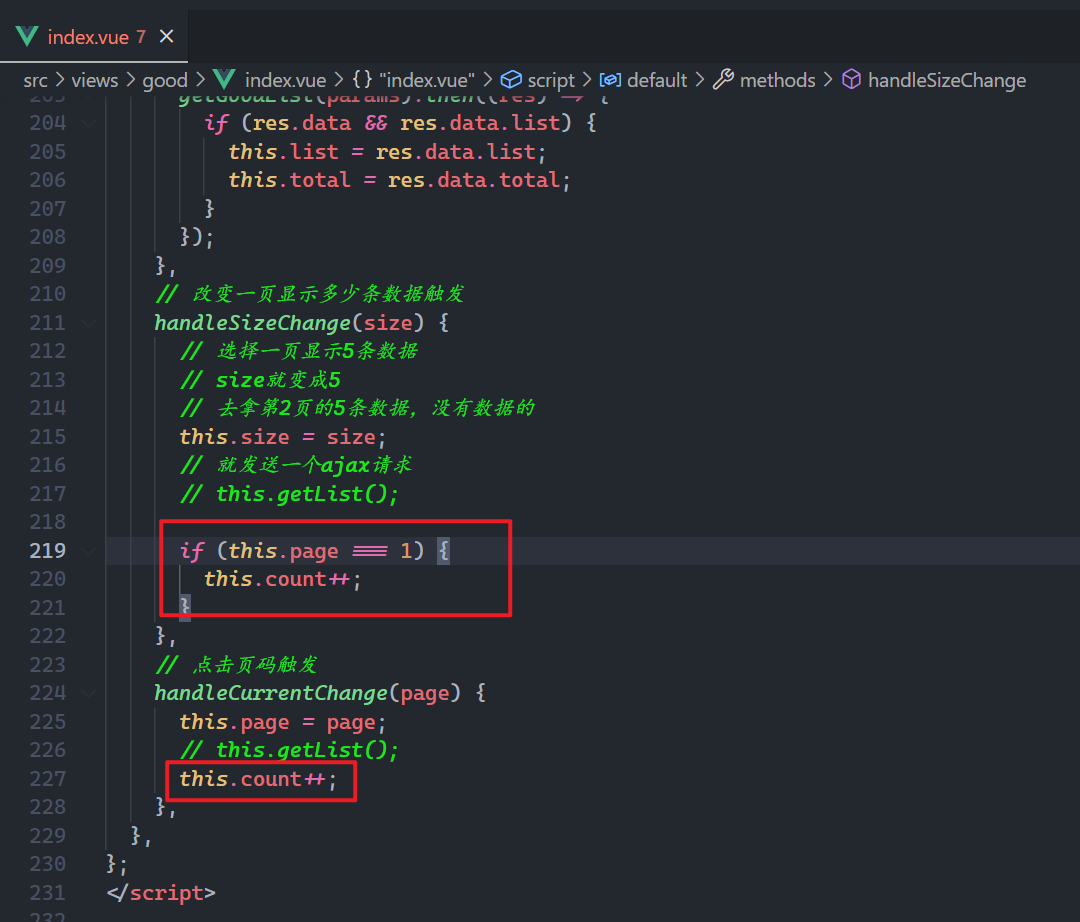 index.vue 7
src > views > good > index.vue > {} "index.vue" > script > default > methods > handleSizeChange
203 getGoodList(params).then((res) => {
204 if (res.data && res.data.list) {
205 this.list = res.data.list;
206 this.total = res.data.total;
207 }
208 });
209 },
210 // 改变一页显示多少条数据触发
211 handleSizeChange(size) {
212 // 选择一页显示5条数据
213 // size就变成5
214 // 去拿第2页的5条数据，没有数据的
215 this.size = size;
216 // 就发送一个ajax请求
217 // this.getList();
218
219 if (this.page === 1) {
220 this.count++;
221 }
222 },
223 // 点击页码触发
224 handleCurrentChange(page) {
225 this.page = page;
226 // this.getList();
227 this.count++;
228 },
229 },
230 };
231 </script>
232